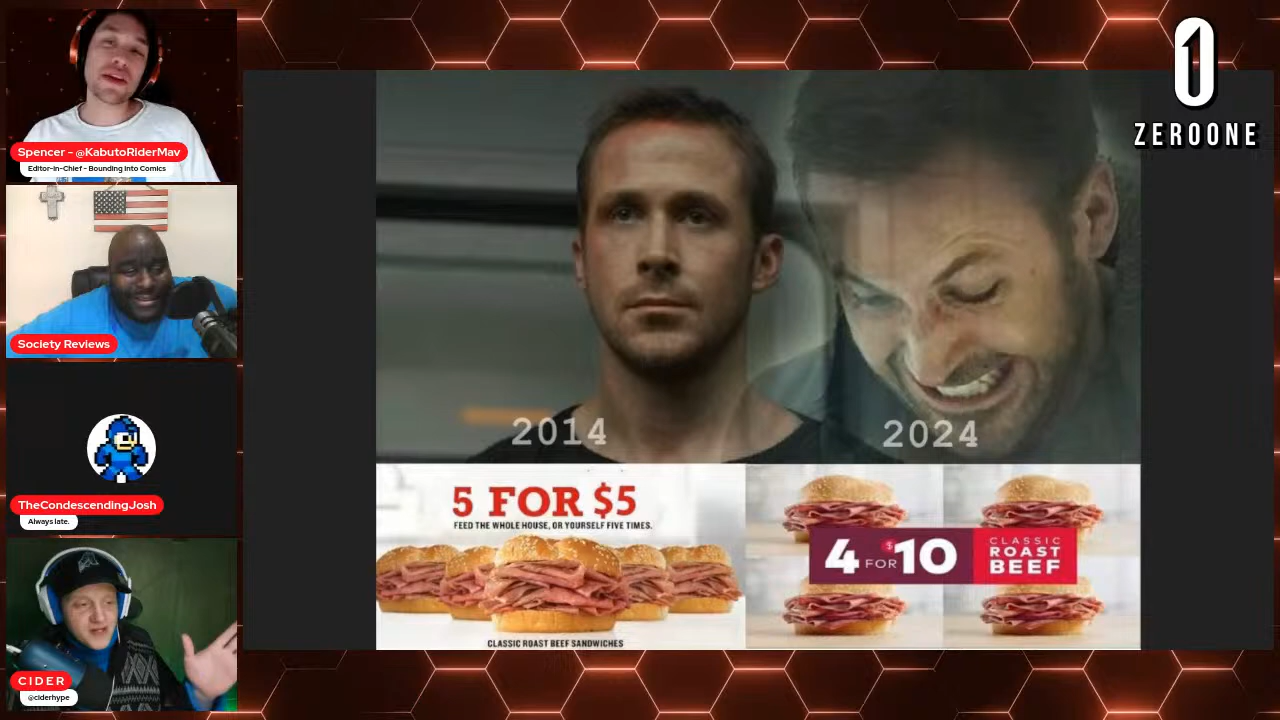 Spencer - @KabutoRiderMav
Editor-in-Chief - Bounding Into Comics
Society Reviews
TheCondescendingJosh
Always late.
CIDER
@ciderhype
2014
2024
5 FOR $5
FEED THE WHOLE HOUSE, OR YOURSELF FIVE TIMES.
CLASSIC ROAST BEEF SANDWICHES
4 FOR $10
CLASSIC
ROAST
BEEF
ZEROONE